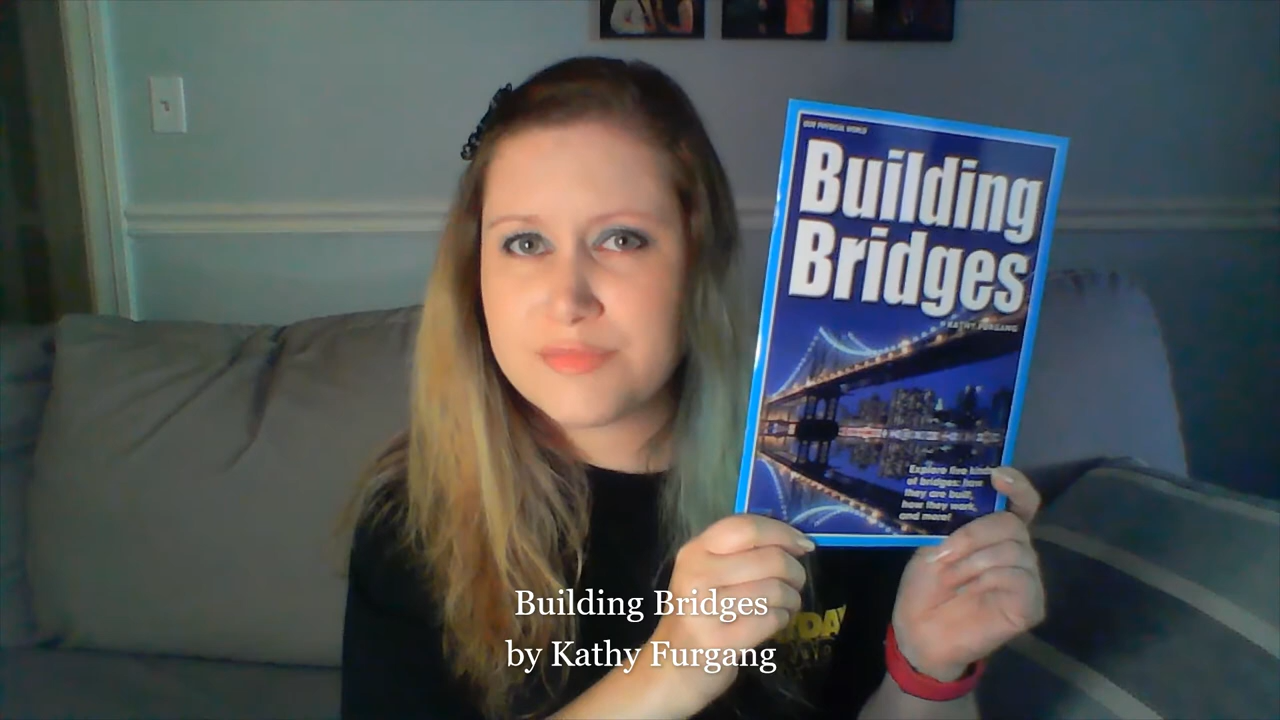 OUR PHYSICAL WORLD
Building
Bridges
KATHY FURGANG
Explore five kinds
of bridges: how
they are built,
how they work,
and more!
Building Bridges
by Kathy Furgang